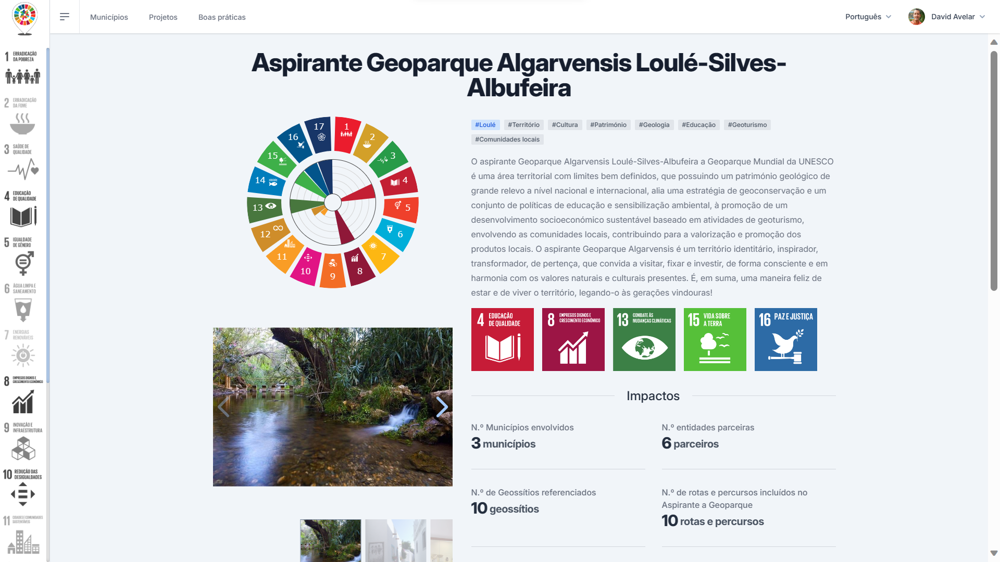 Municípios
Projetos
Boas práticas
Português
David Avelar
1 ERRADICAÇÃO
DA POBREZA
2 ERRADICAÇÃO
DA FOME
3 SAÚDE DE
QUALIDADE
4 EDUCAÇÃO
DE QUALIDADE
5 IGUALDADE
DE GÉNERO
6 ÁGUA LIMPA E
SANEAMENTO
7 ENERGIAS
RENOVÁVEIS
8 EMPREGOS DIGNOS E
CRESCIMENTO ECONÓMICO
9 INOVAÇÃO E
INFRAESTRUTURA
10 REDUÇÃO DAS
DESIGUALDADES
11 CIDADES E COMUNIDADES
SUSTENTÁVEIS
Aspirante Geoparque Algarvensis Loulé-Silves-
Albufeira
1
2
3
4
5
6
7
8
9
10
11
12
13
14
15
16
17
#Loulé #Território #Cultura #Património #Geologia #Educação #Geoturismo
#Comunidades locais
O aspirante Geoparque Algarvensis Loulé-Silves-Albufeira a Geoparque Mundial da UNESCO
é uma área territorial com limites bem definidos, que possuindo um património geológico de
grande relevo a nível nacional e internacional, alia uma estratégia de geoconservação e um
conjunto de políticas de educação e sensibilização ambiental, à promoção de um
desenvolvimento socioeconómico sustentável baseado em atividades de geoturismo,
envolvendo as comunidades locais, contribuindo para a valorização e promoção dos
produtos locais. O aspirante Geoparque Algarvensis é um território identitário, inspirador,
transformador, de pertença, que convida a visitar, fixar e investir, de forma consciente e em
harmonia com os valores naturais e culturais presentes. É, em suma, uma maneira feliz de
estar e de viver o território, legando-o às gerações vindouras!
4 EDUCAÇÃO
DE QUALIDADE
8 EMPREGOS DIGNOS E
CRESCIMENTO ECONÓMICO
13 COMBATE ÀS
MUDANÇAS CLIMÁTICAS
15 VIDA SOBRE
A TERRA
16 PAZ E JUSTIÇA
Impactos
N.º Municípios envolvidos
3 municípios
N.º entidades parceiras
6 parceiros
N.º de Geossítios referenciados
10 geossítios
N.º de rotas e percursos incluídos no
Aspirante a Geoparque
10 rotas e percursos